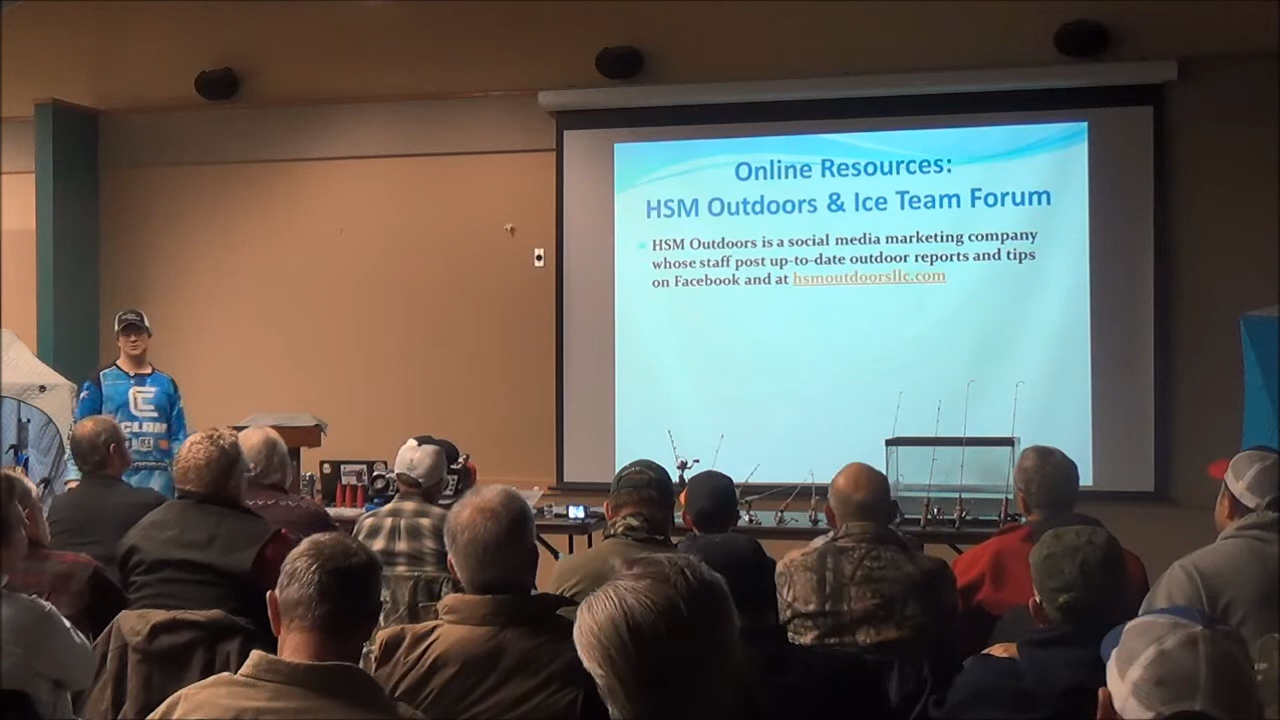 Online Resources:
HSM Outdoors & Ice Team Forum
HSM Outdoors is a social media marketing company
whose staff post up-to-date outdoor reports and tips
on Facebook and at hsmoutdoorsllc.com
CLAM